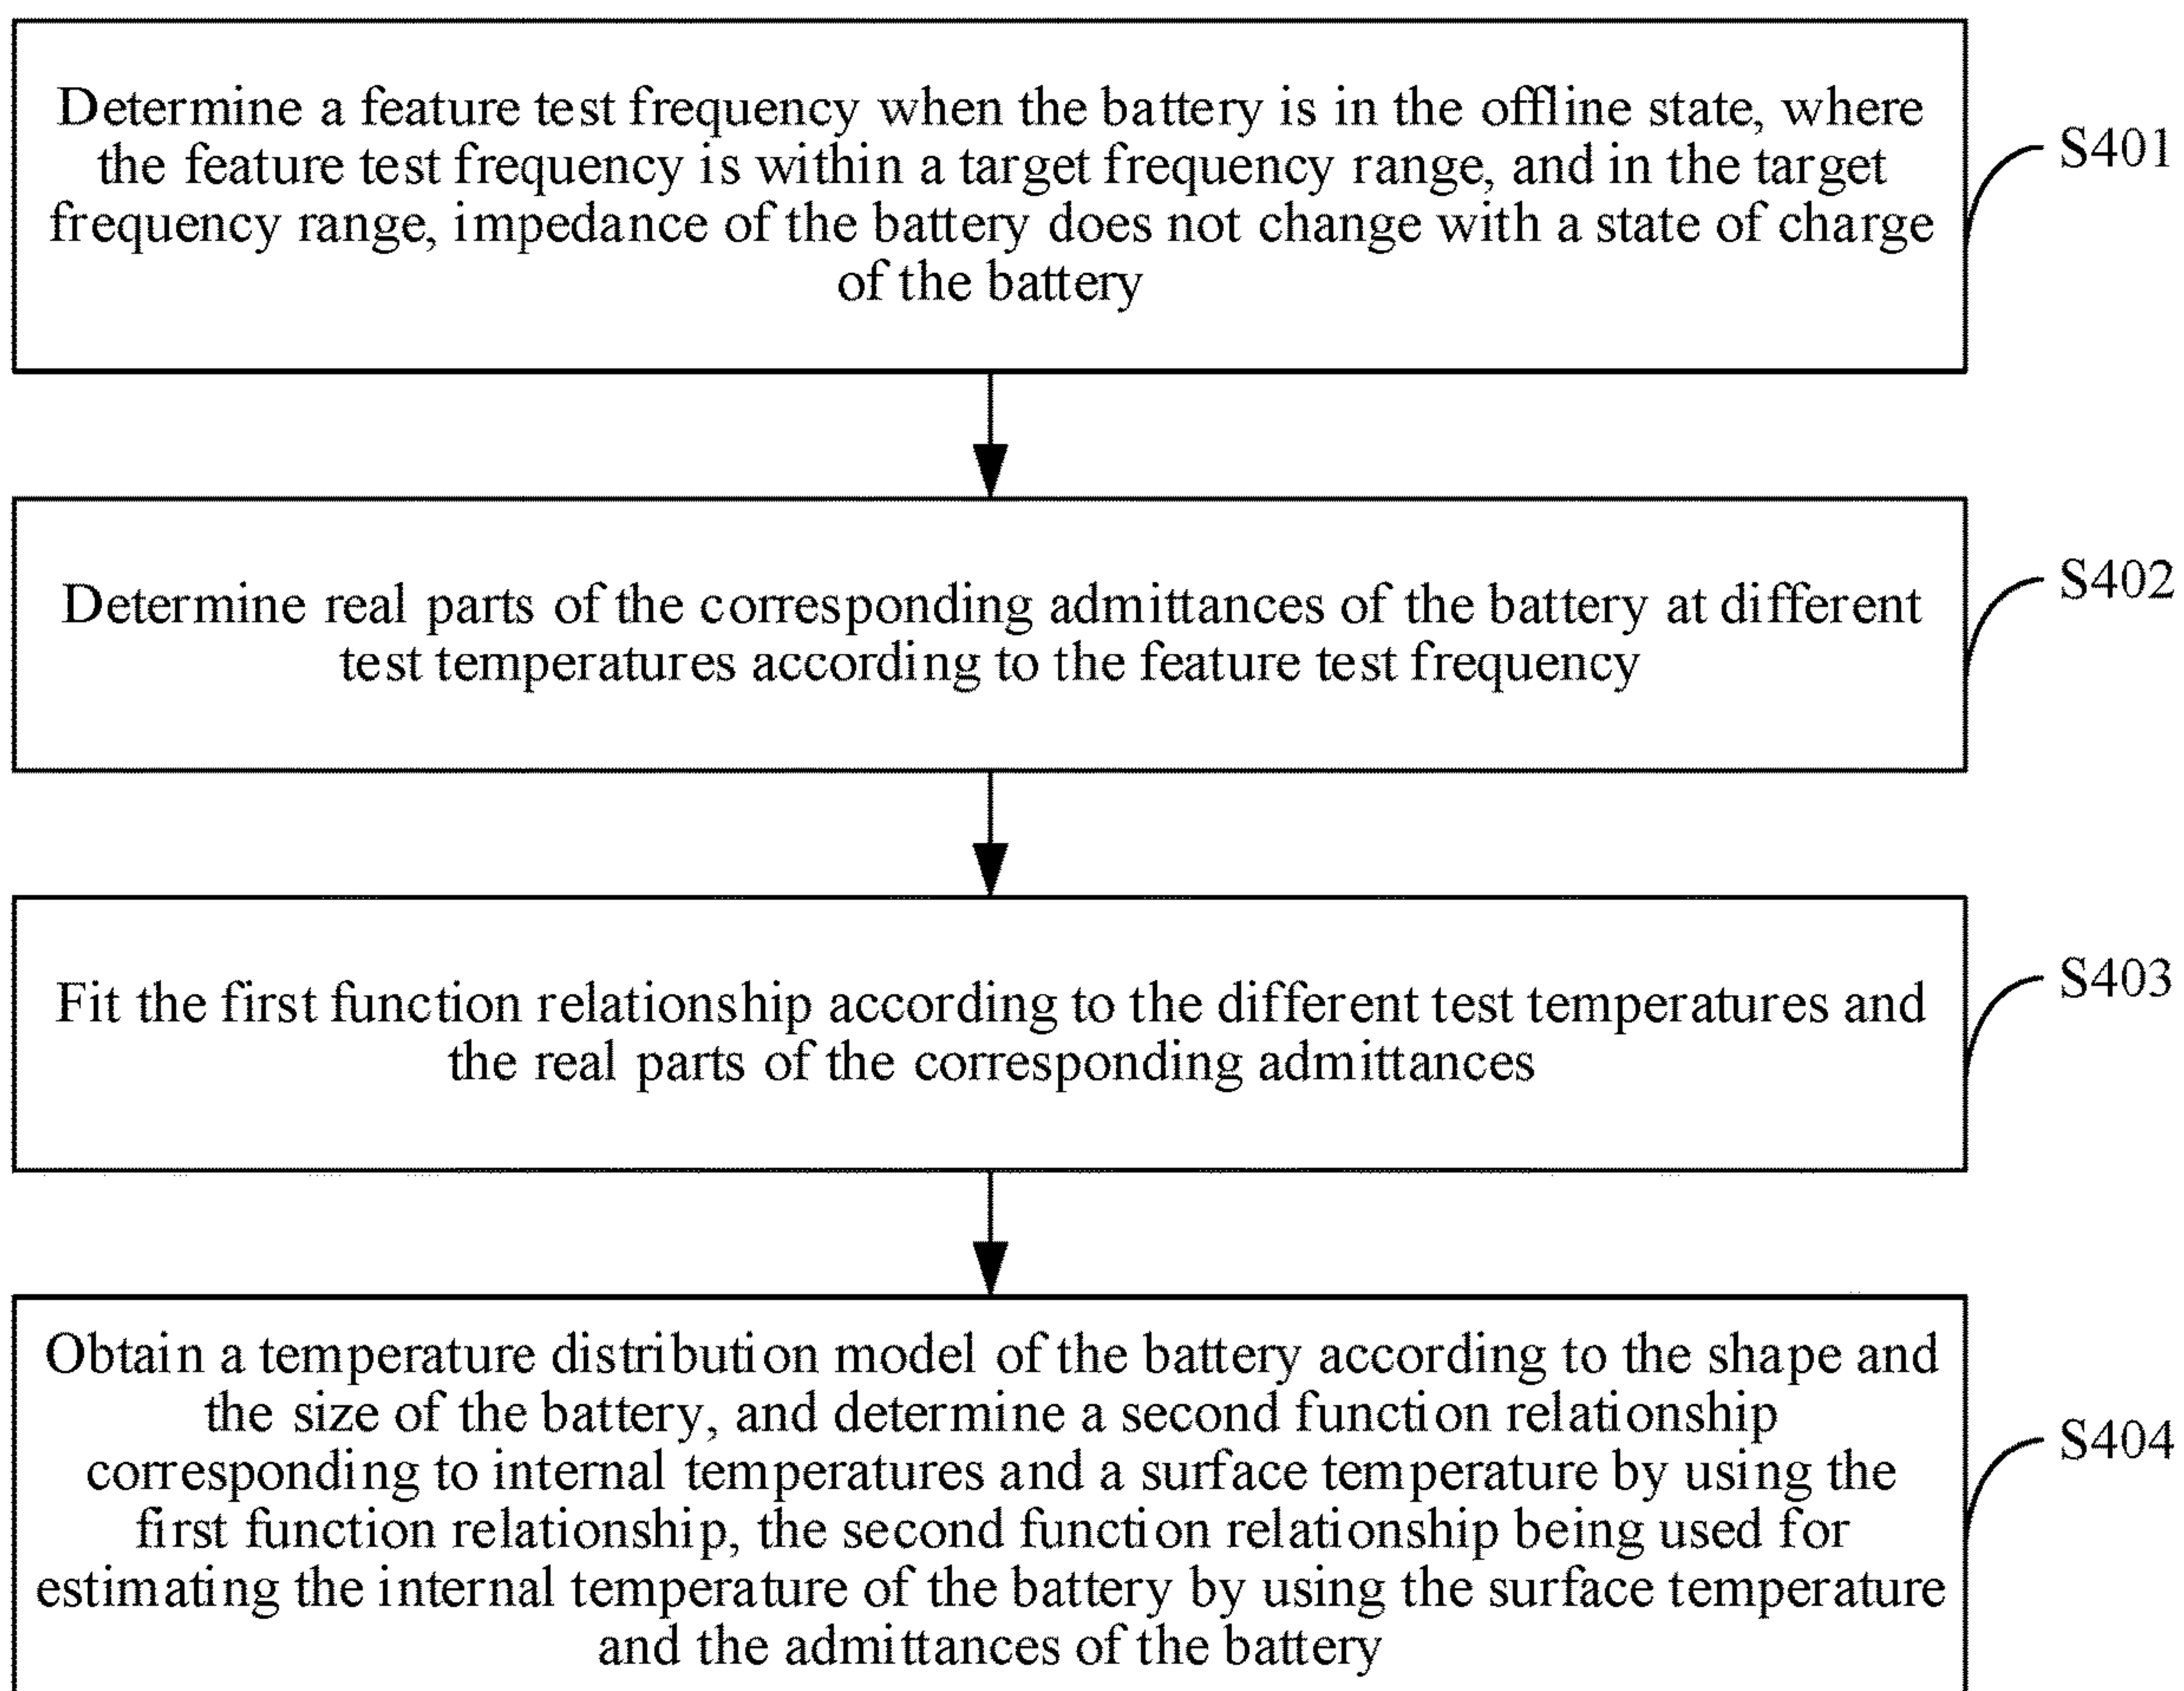 Determine a feature test frequency when the battery is in the offline state, where
the feature test frequency is within a target frequency range, and in the target
frequency range, impedance of the battery does not change with a state of charge
of the battery
S401
Determine real parts of the corresponding admittances of the battery at different
test temperatures according to the feature test frequency
S402
Fit the first function relationship according to the different test temperatures and
the real parts of the corresponding admittances
S403
Obtain a temperature distribution model of the battery according to the shape and
the size of the battery, and determine a second function relationship
corresponding to internal temperatures and a surface temperature by using the
first function relationship, the second function relationship being used for
estimating the internal temperature of the battery by using the surface temperature
and the admittances of the battery
S404